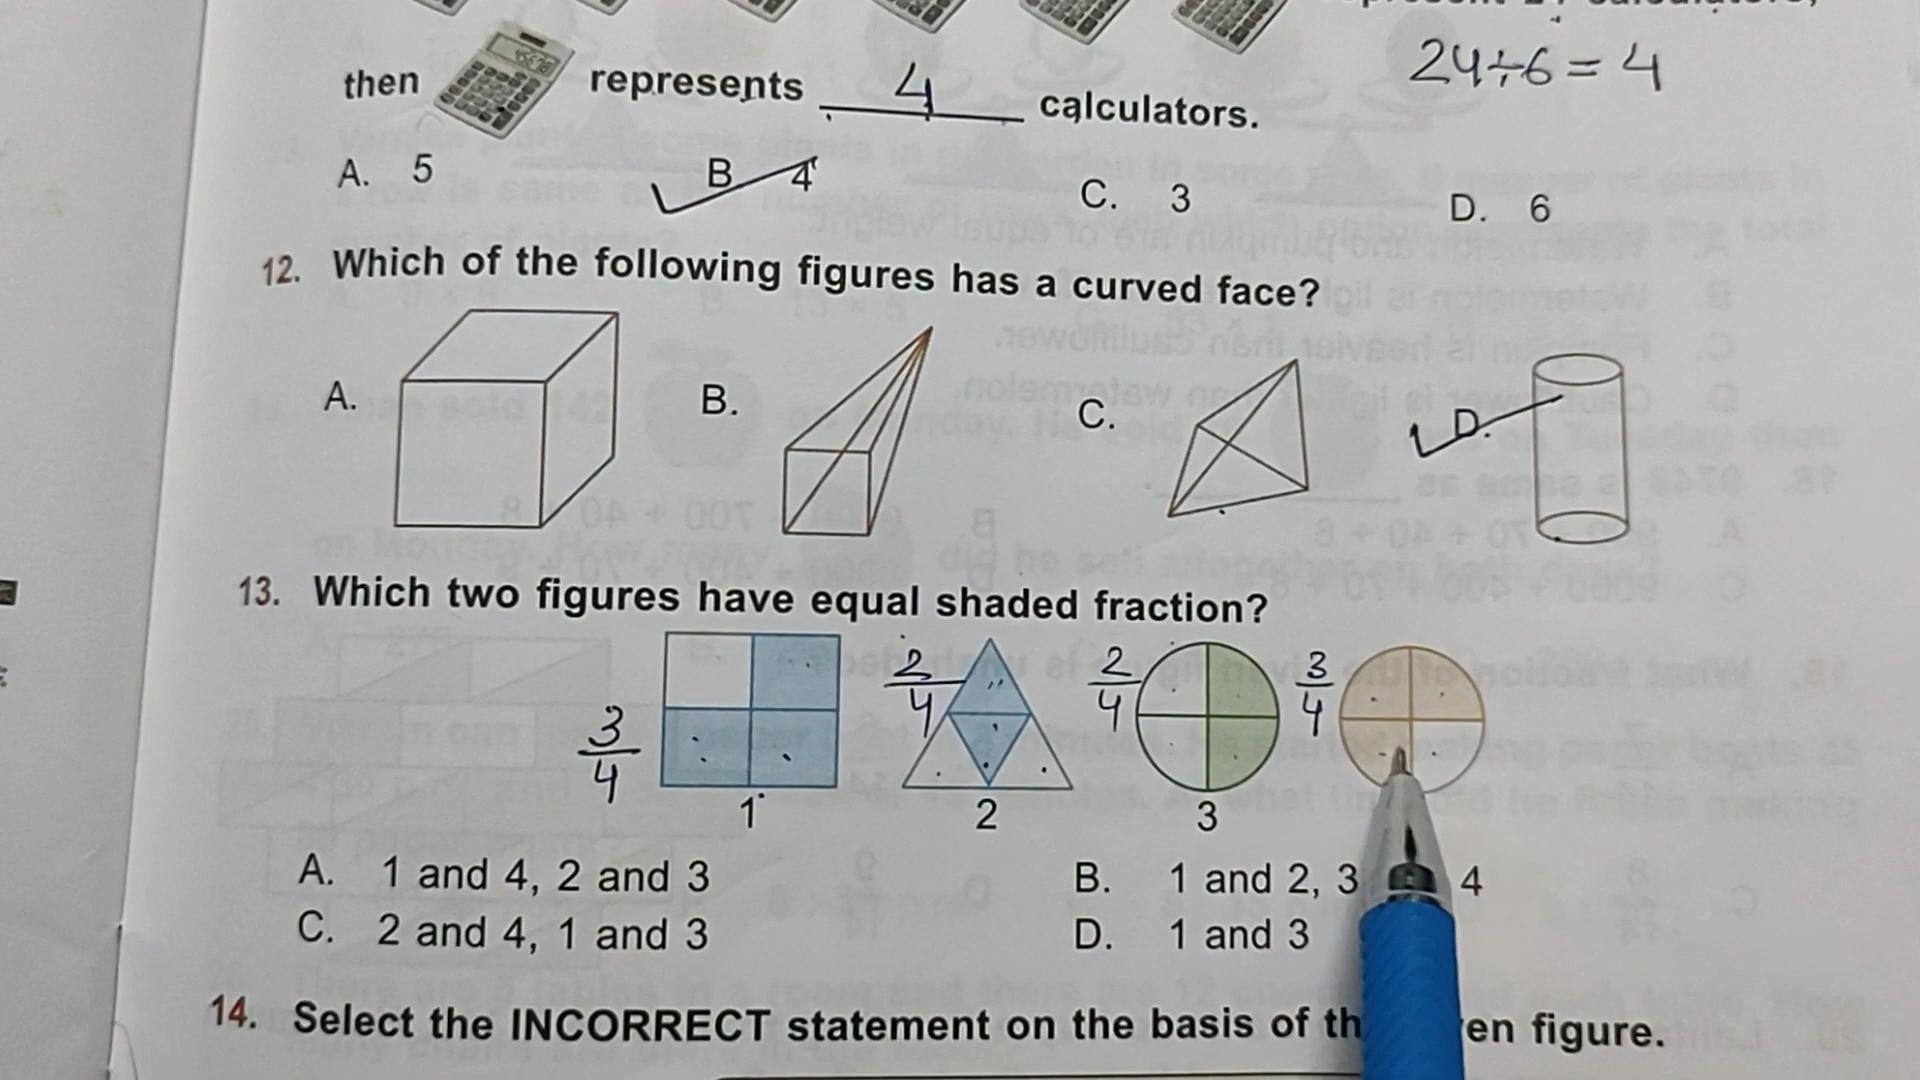 24÷6 = 4
then represents 4 calculators.
A. 5 B. 4 C. 3 D. 6
12. Which of the following figures has a curved face?
A. B. C. D.
13. Which two figures have equal shaded fraction?
3/4 2/4 2/4 3/4
1 2 3
A. 1 and 4, 2 and 3 B. 1 and 2, 3 4
C. 2 and 4, 1 and 3 D. 1 and 3
14. Select the INCORRECT statement on the basis of figure.